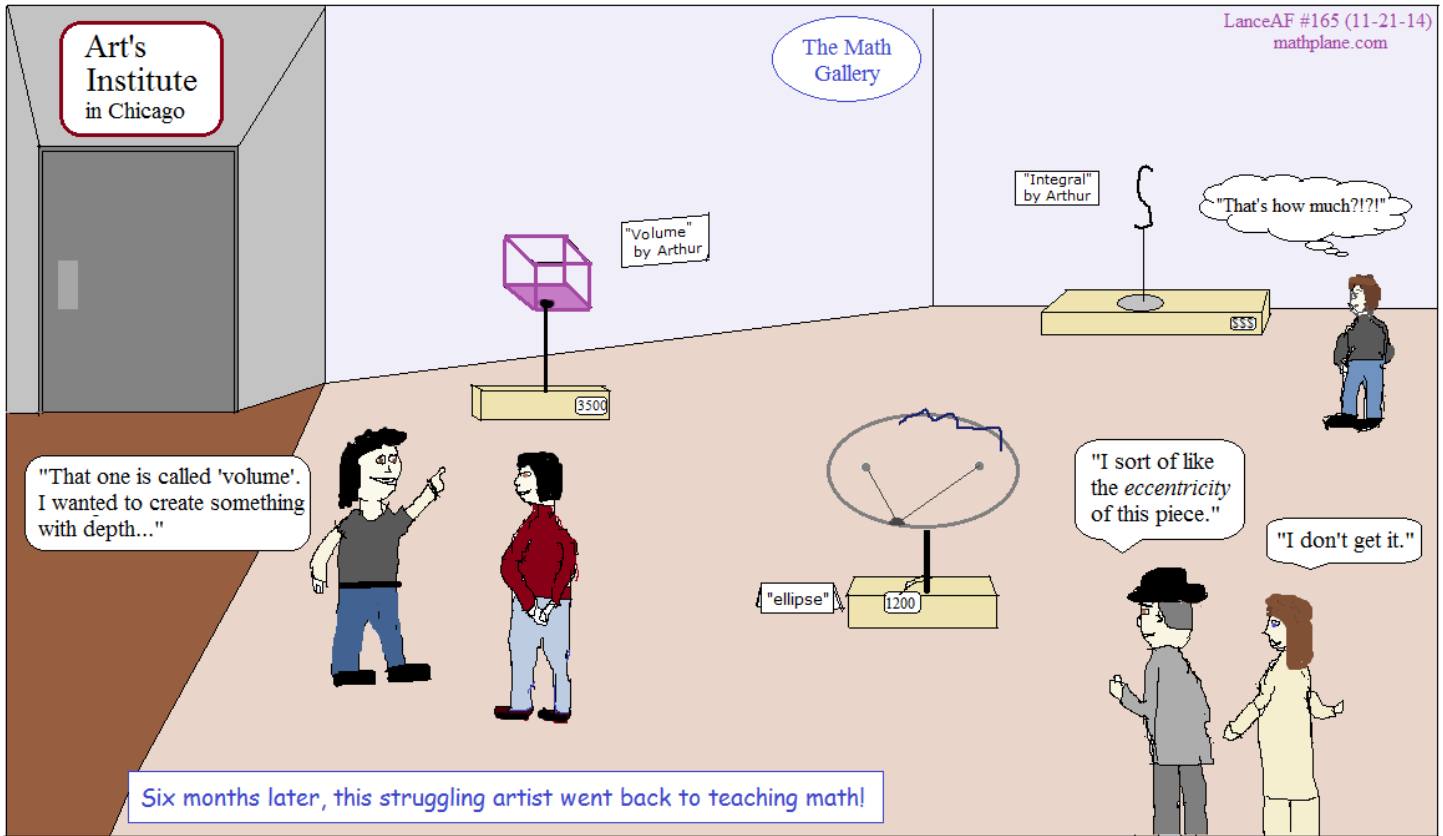 Art's
Institute
in Chicago
The Math
Gallery
LanceAF #165 (11-21-14)
mathplane.com
"Integral"
by Arthur
"That's how much?!?!"
"Volume"
by Arthur
$$$
3500
"That one is called 'volume'.
I wanted to create something
with depth..."
"I sort of like
the eccentricity
of this piece."
"I don't get it."
"ellipse"
1200
Six months later, this struggling artist went back to teaching math!